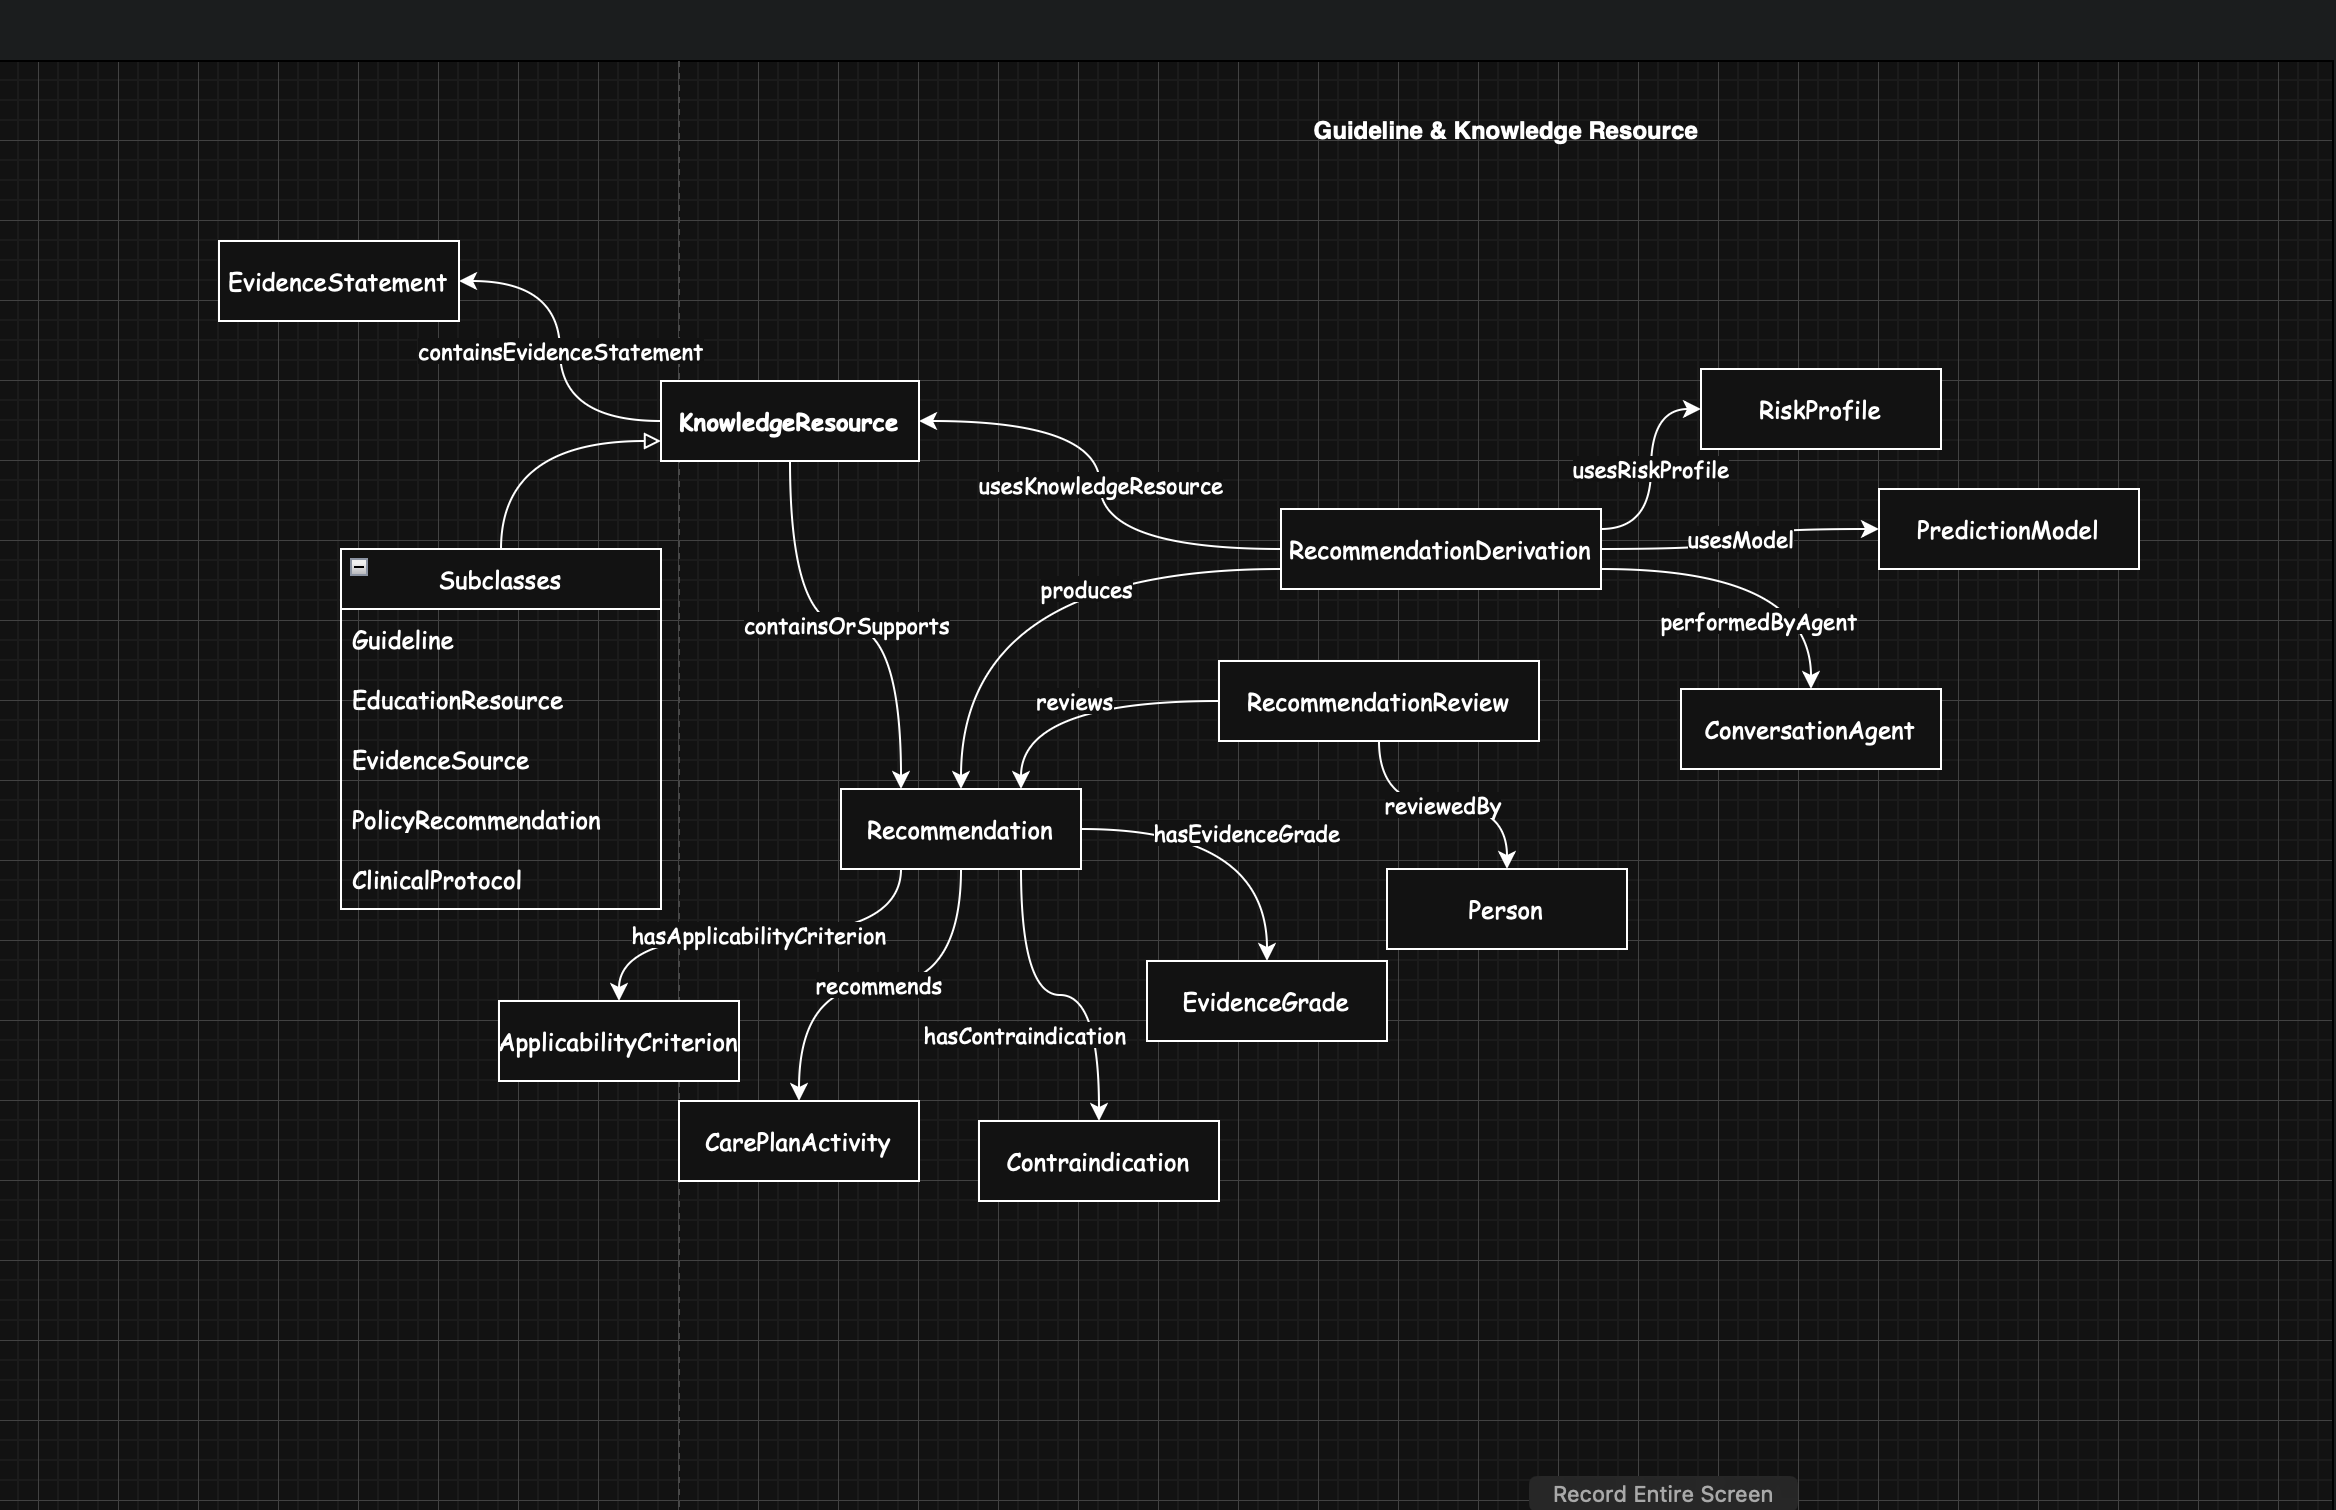 Guideline & Knowledge Resource
EvidenceStatement
containsEvidenceStatement
KnowledgeResource
RiskProfile
usesRiskProfile
usesKnowledgeResource
RecommendationDerivation
usesModel
PredictionModel
Subclasses
Guideline
EducationResource
EvidenceSource
PolicyRecommendation
ClinicalProtocol
produces
containsOrSupports
performedByAgent
reviews
RecommendationReview
ConversationAgent
reviewedBy
Recommendation
hasEvidenceGrade
Person
hasApplicabilityCriterion
recommends
EvidenceGrade
hasContraindication
ApplicabilityCriterion
CarePlanActivity
Contraindication
Record Entire Screen